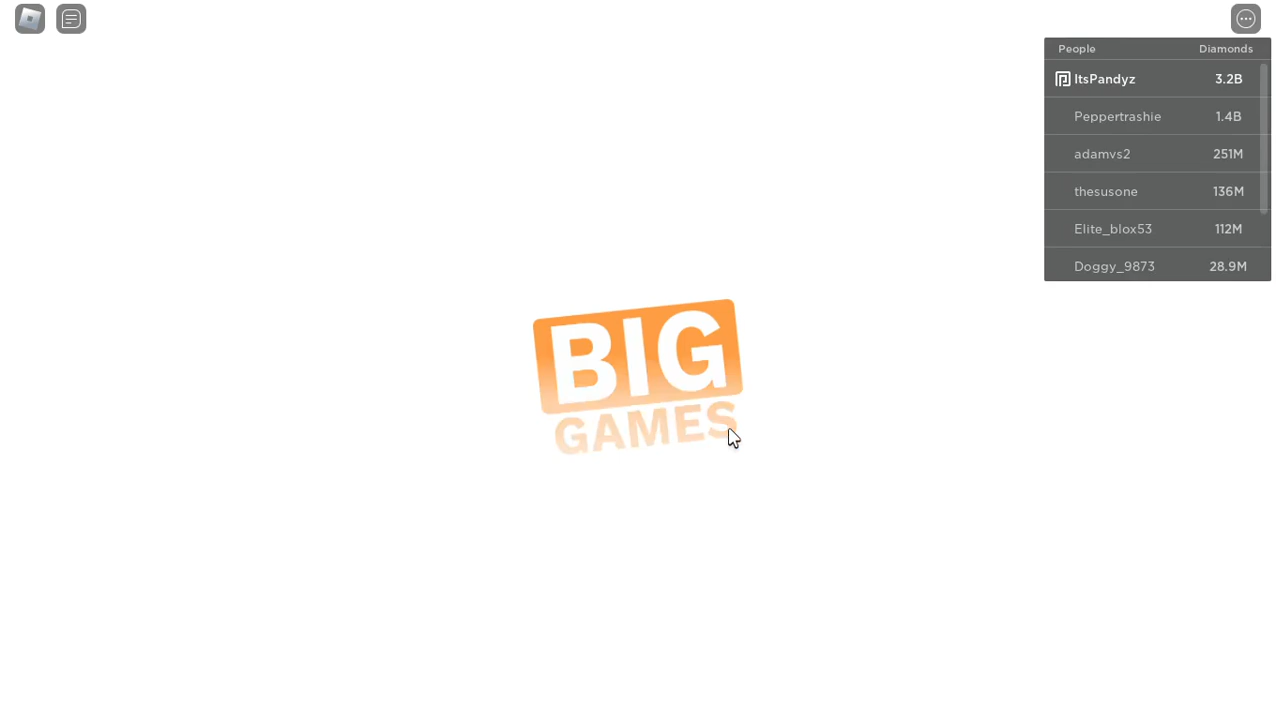 People Diamonds
ItsPandyz 3.2B
Peppertrashie 1.4B
adamvs2 251M
thesusone 136M
Elite_blox53 112M
Doggy_9873 28.9M
BIG
GAMES